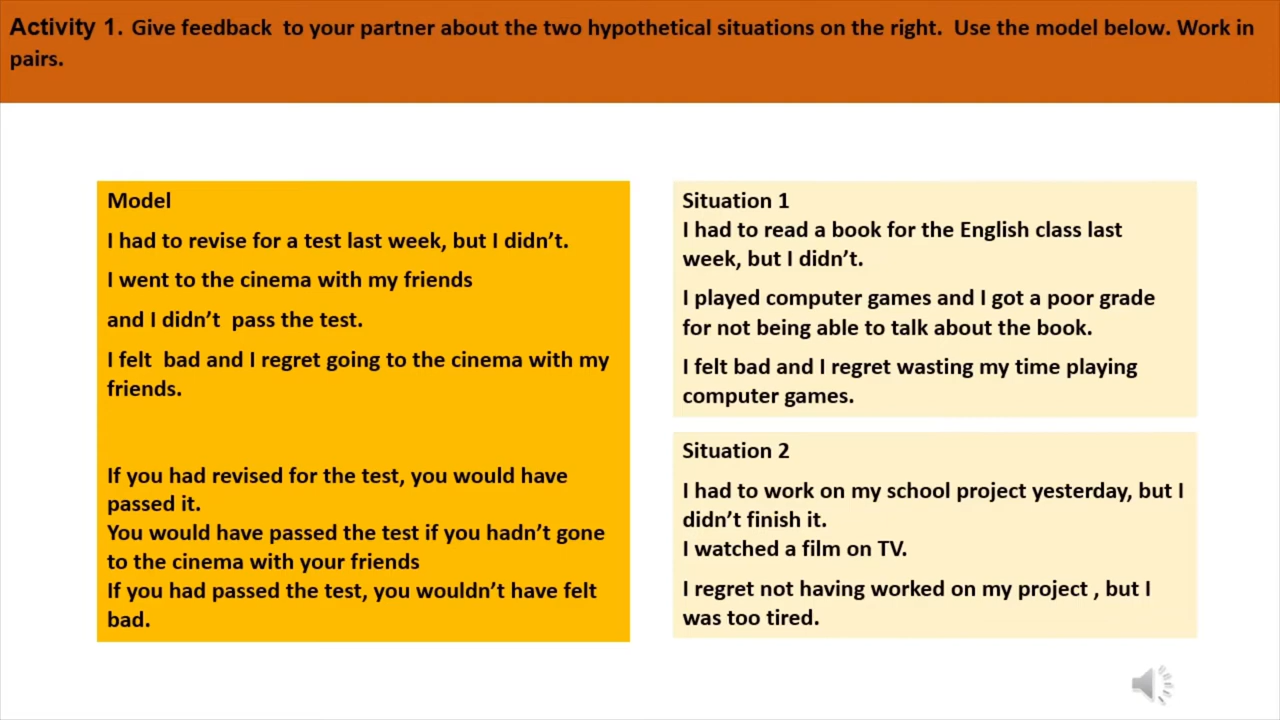 Activity 1. Give feedback  to your partner about the two hypothetical situations on the right.  Use the model below. Work in
pairs.
Model
I had to revise for a test last week, but I didn’t.
I went to the cinema with my friends
and I didn’t  pass the test.
I felt  bad and I regret going to the cinema with my
friends.
If you had revised for the test, you would have
passed it.
You would have passed the test if you hadn’t gone
to the cinema with your friends
If you had passed the test, you wouldn’t have felt
bad.
Situation 1
I had to read a book for the English class last
week, but I didn’t.
I played computer games and I got a poor grade
for not being able to talk about the book.
I felt bad and I regret wasting my time playing
computer games.
Situation 2
I had to work on my school project yesterday, but I
didn’t finish it.
I watched a film on TV.
I regret not having worked on my project , but I
was too tired.